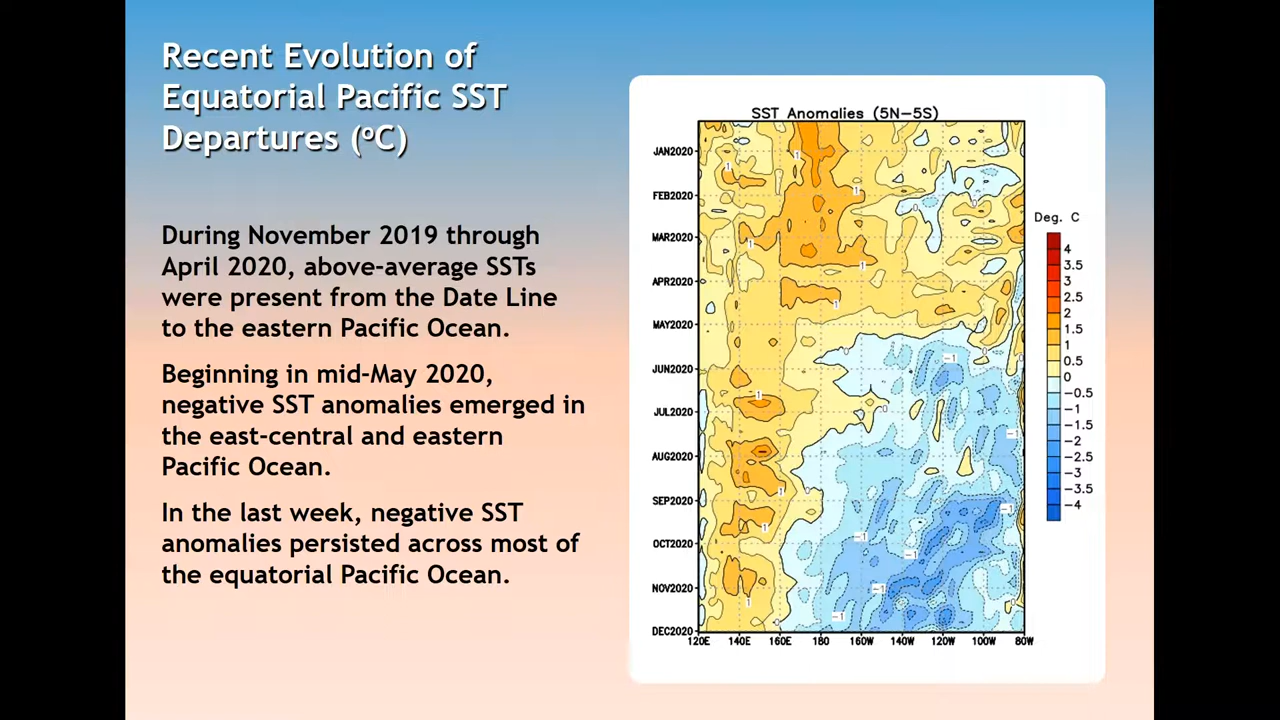 Recent Evolution of
Equatorial Pacific SST
Departures (ºC)
During November 2019 through
April 2020, above-average SSTs
were present from the Date Line
to the eastern Pacific Ocean.
Beginning in mid-May 2020,
negative SST anomalies emerged in
the east-central and eastern
Pacific Ocean.
In the last week, negative SST
anomalies persisted across most of
the equatorial Pacific Ocean.
SST Anomalies (5N-5S)
JAN2020
FEB2020
MAR2020
APR2020
MAY2020
JUN2020
JUL2020
AUG2020
SEP2020
OCT2020
NOV2020
DEC2020
120E 140E 160E 180 160W 140W 120W 100W 80W
Deg. C
4
3.5
3
2.5
2
1.5
1
0.5
0
-0.5
-1
-1.5
-2
-2.5
-3
-3.5
-4